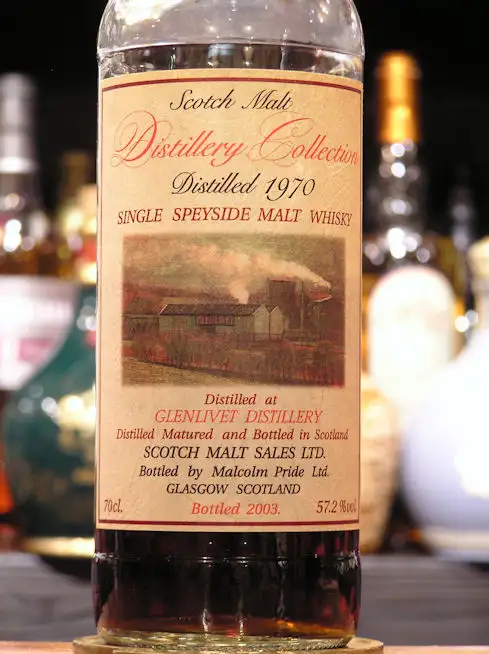 Scotch Malt
Distillery Collection
Distilled 1970
SINGLE SPEYSIDE MALT WHISKY
GLENLIVET
Distilled at
GLENLIVET DISTILLERY
Distilled Matured and Bottled in Scotland
SCOTCH MALT SALES LTD.
Bottled by Malcolm Pride Ltd.
GLASGOW SCOTLAND
70cl. Bottled 2003. 57.2%vol.